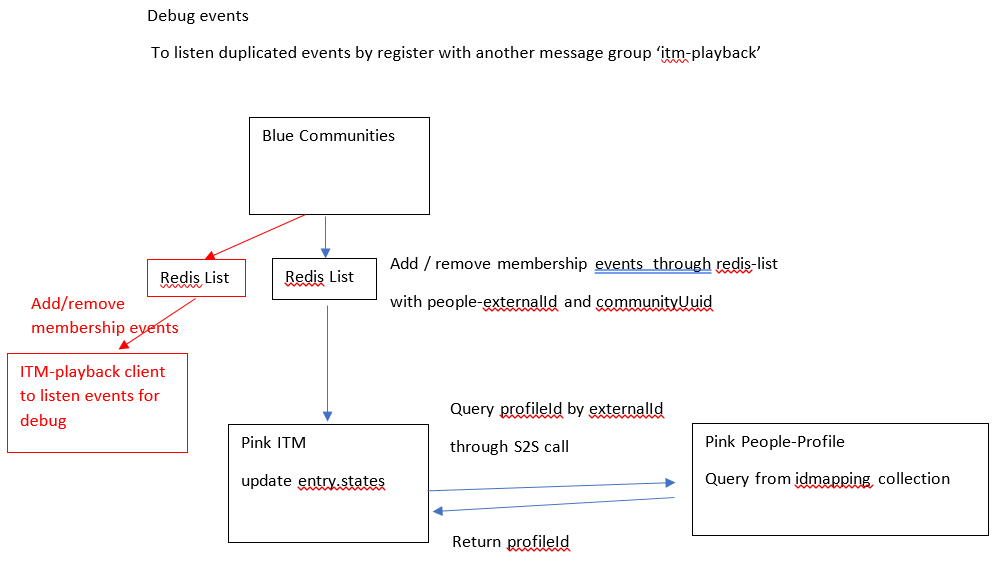 Debug events
To listen duplicated events by register with another message group ‘itm-playback’
Blue Communities
Redis List
Redis List
Add / remove membership events through redis-list
with people-externalId and communityUuid
Add/remove
membership events
ITM-playback client
to listen events for
debug
Query profileId by externalId
through S2S call
Pink ITM
update entry.states
Pink People-Profile
Query from idmapping collection
Return profileId